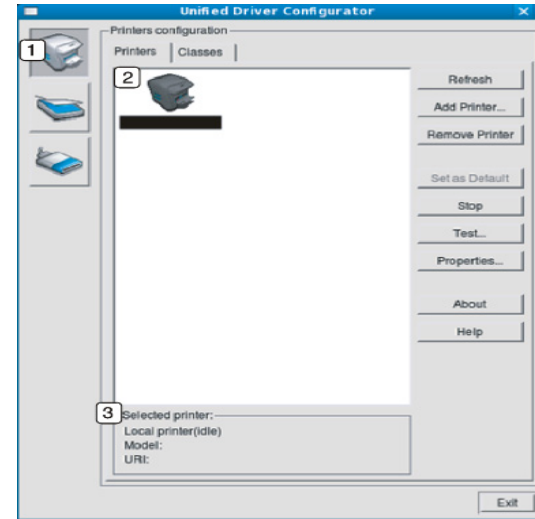 Unified Driver Configurator
Printers configuration
1
Printers
Classes
2
Refresh
Add Printer...
Remove Printer
Set as Default
Stop
Test...
Properties...
About
Help
3
Selected printer:
Local printer(idle)
Model:
URI:
Exit